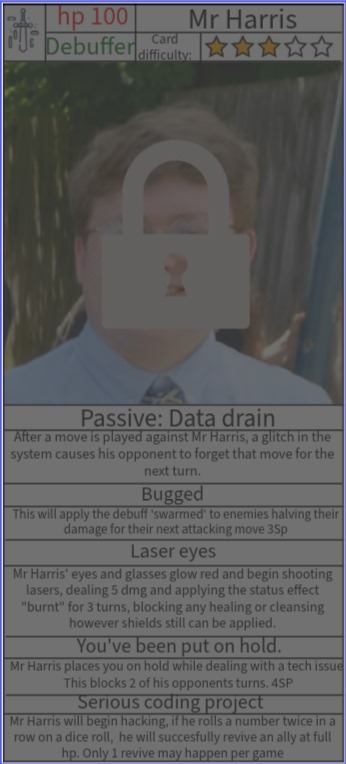 hp 100
Mr Harris
Debuffer
Card
difficulty:
Passive: Data drain
After a move is played against Mr Harris, a glitch in the
system causes his opponent to forget that move for the
next turn.
Bugged
This will apply the debuff 'swarmed' to enemies halving their
damage for their next attacking move 3Sp
Laser eyes
Mr Harris' eyes and glasses glow red and begin shooting
lasers, dealing 5 dmg and applying the status effect
"burnt" for 3 turns, blocking any healing or cleansing
however shields still can be applied.
You've been put on hold.
Mr Harris places you on hold while dealing with a tech issue
This blocks 2 of his opponents turns. 4SP
Serious coding project
Mr Harris will begin hacking, if he rolls a number twice in a
row on a dice roll, he will succesfully revive an ally at full
hp. Only 1 revive may happen per game